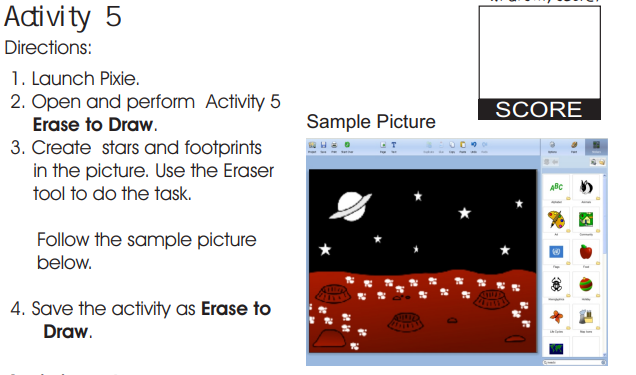 Activity 5
Directions:
SCORE
1. Launch Pixie.
2. Open and perform Activity 5
Erase to Draw.
3. Create stars and footprints
in the picture. Use the Eraser
tool to do the task.
Follow the sample picture
below.
4. Save the activity as Erase to
Draw.
Sample Picture
ABC